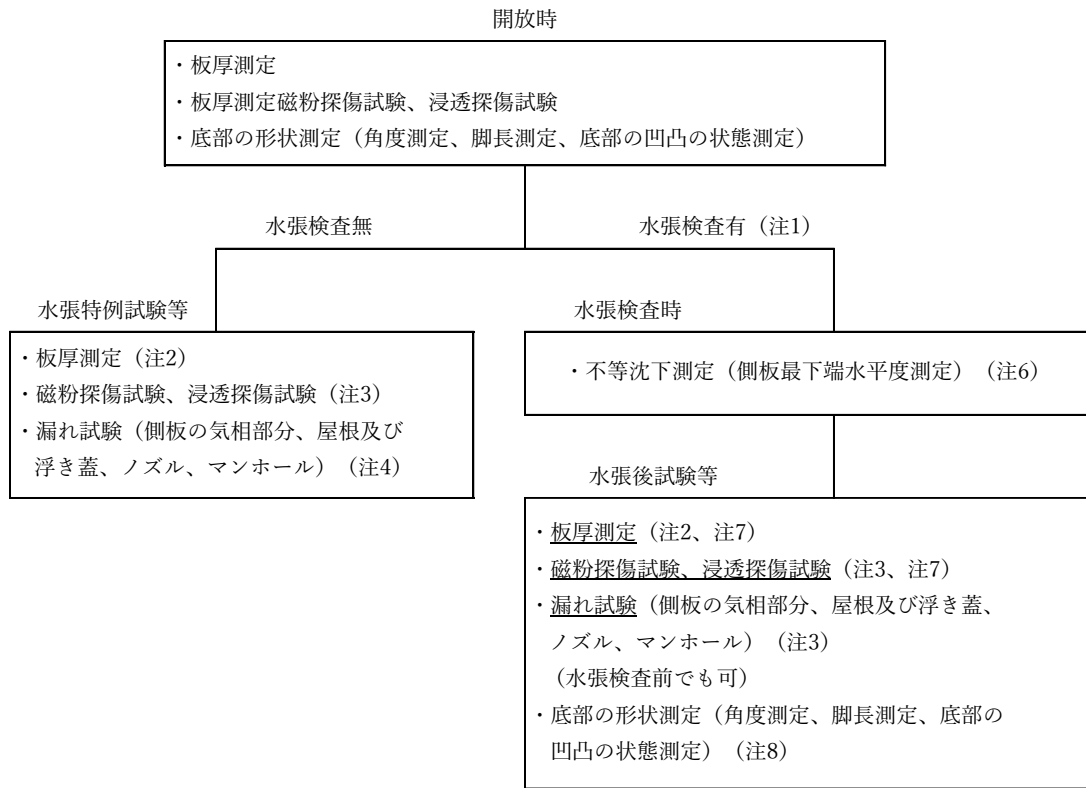 開放時
・板厚測定
・板厚測定磁粉探傷試験、浸透探傷試験
・底部の形状測定（角度測定、脚長測定、底部の凹凸の状態測定）
水張検査無
水張検査有（注1）
水張特例試験等
・板厚測定（注2）
・磁粉探傷試験、浸透探傷試験（注3）
・漏れ試験（側板の気相部分、屋根及び
浮き蓋、ノズル、マンホール）（注4）
水張検査時
・不等沈下測定（側板最下端水平度測定）（注6）
水張後試験等
・板厚測定（注2、注7）
・磁粉探傷試験、浸透探傷試験（注3、注7）
・漏れ試験（側板の気相部分、屋根及び浮き蓋、
ノズル、マンホール）（注3）
（水張検査前でも可）
・底部の形状測定（角度測定、脚長測定、底部の
凹凸の状態測定）（注8）